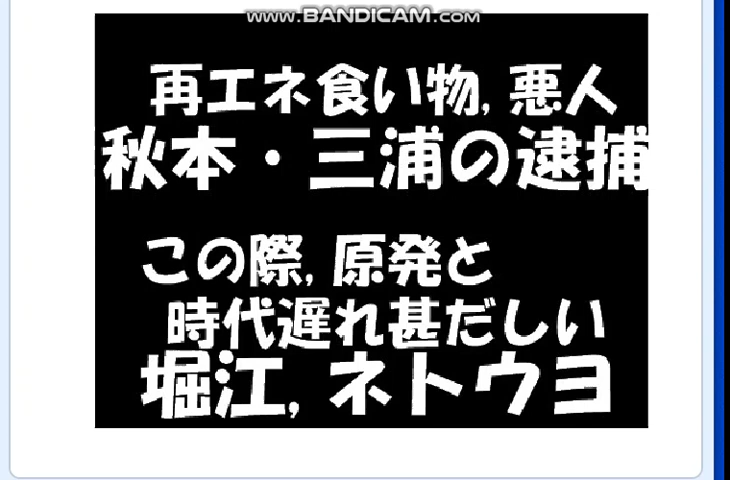 WWW.BANDICAM.COM
再エネ食い物,悪人
秋本・三浦の逮捕
この際,原発と
時代遅れ甚だしい
堀江,ネトウヨ